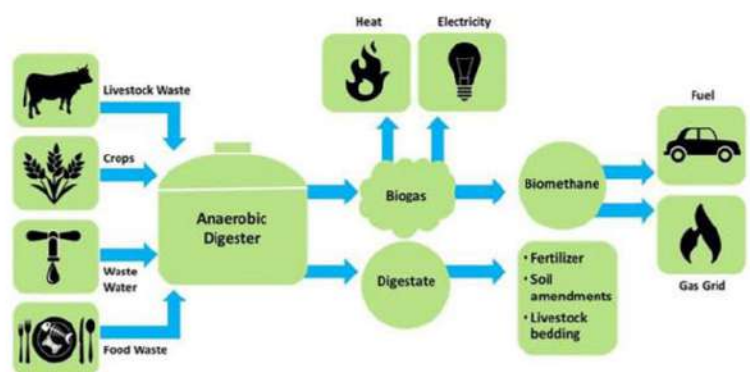 Heat
Electricity
Livestock Waste
Fuel
Crops
Anaerobic
Digester
Biogas
Biomethane
Waste
Water
Digestate
• Fertilizer
• Soil
amendments
• Livestock
bedding
Gas Grid
Food Waste